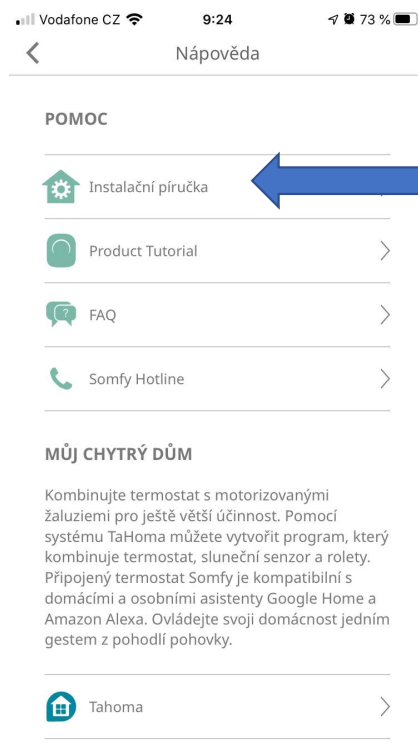 Vodafone CZ 9:24 73 %
Nápověda
POMOC
Instalační píručka
Product Tutorial
FAQ
Somfy Hotline
MŮJ CHYTRÝ DŮM
Kombinujte termostat s motorizovanými
žaluziemi pro ještě větší účinnost. Pomocí
systému TaHoma můžete vytvořit program, který
kombinuje termostat, sluneční senzor a rolety.
Připojený termostat Somfy je kompatibilní s
domácími a osobními asistenty Google Home a
Amazon Alexa. Ovládejte svoji domácnost jedním
gestem z pohodlí pohovky.
Tahoma